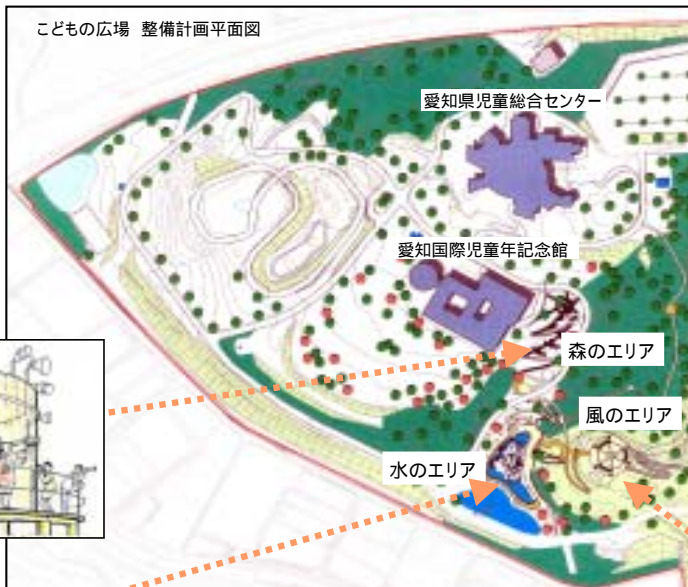 こどもの広場 整備計画平面図
愛知県児童総合センター
愛知国際児童年記念館
森のエリア
風のエリア
水のエリア